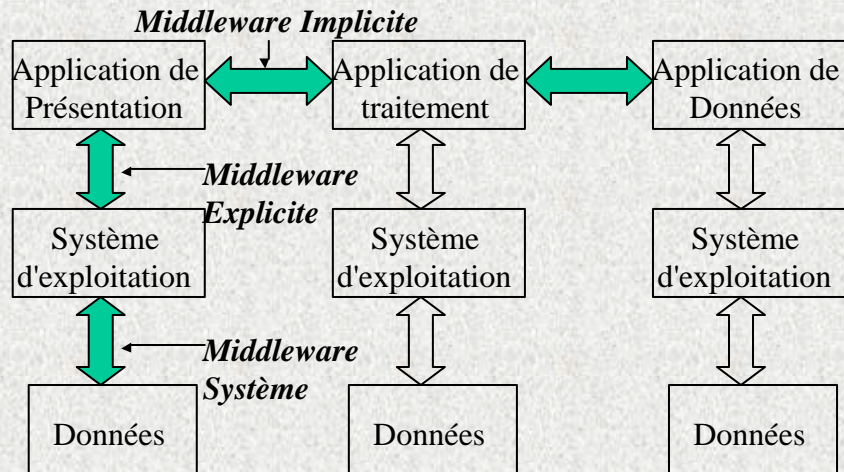 Middleware Implicite
Application de
Présentation
Application de
traitement
Application de
Données
Middleware
Explicite
Système
d'exploitation
Système
d'exploitation
Système
d'exploitation
Middleware
Système
Données
Données
Données